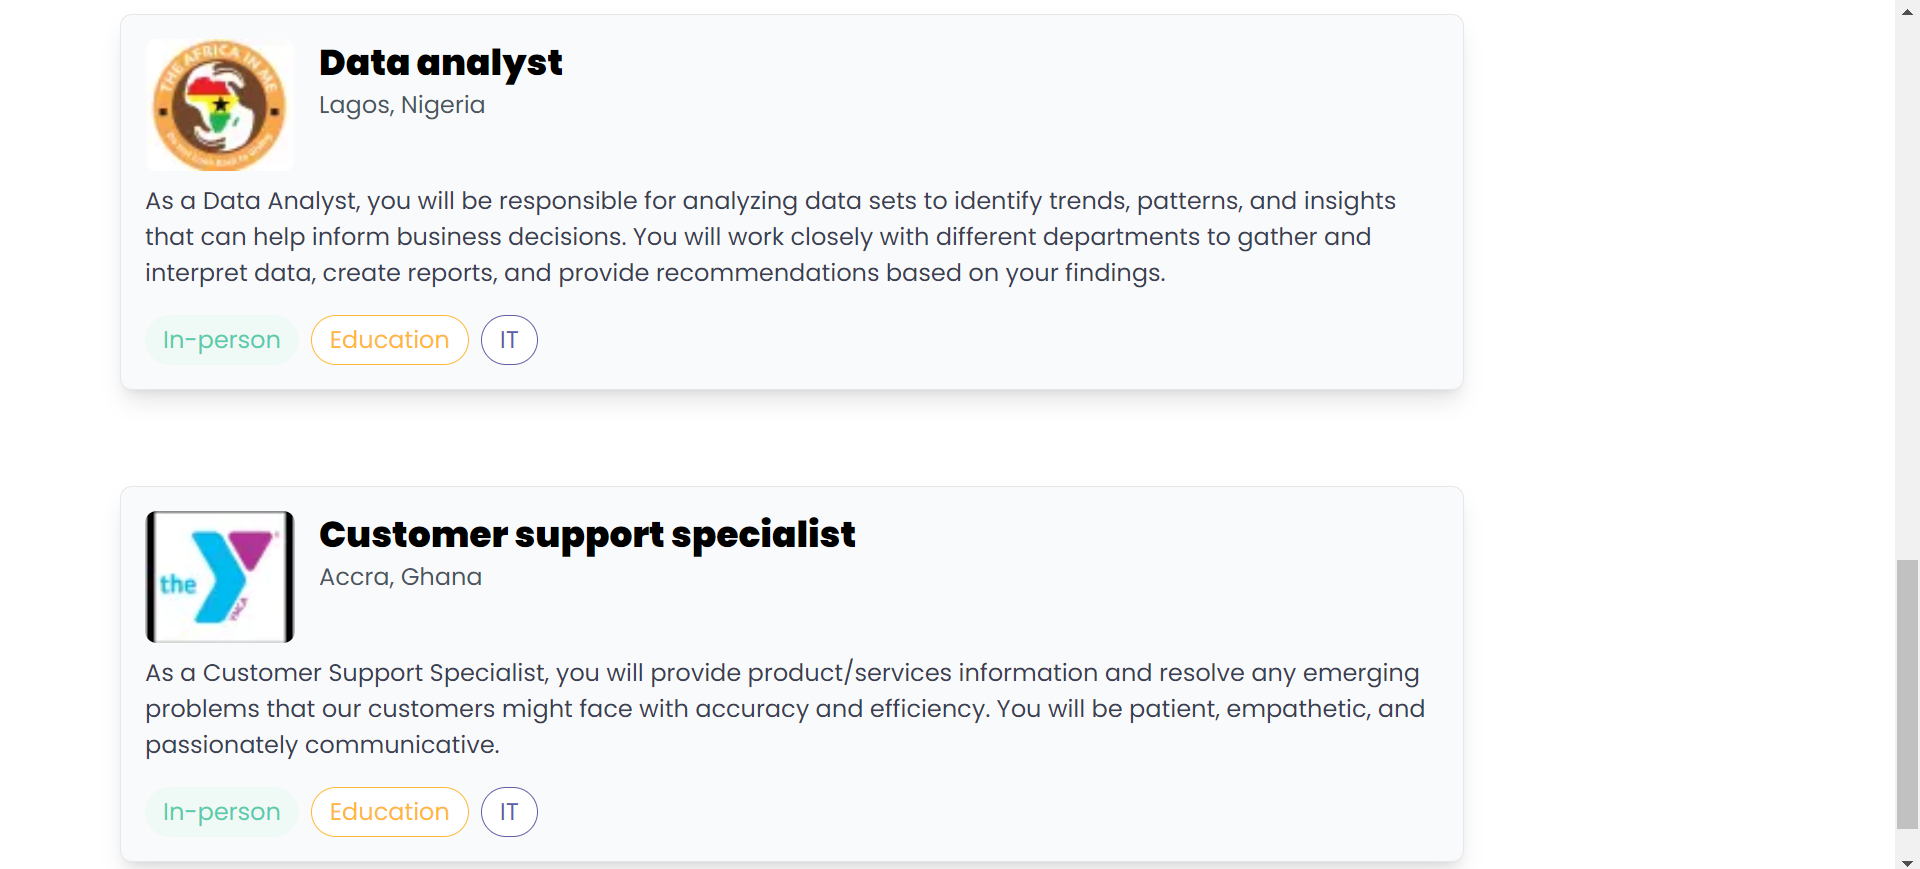 THE AFRICA IN ME
Data analyst
Lagos, Nigeria
As a Data Analyst, you will be responsible for analyzing data sets to identify trends, patterns, and insights
that can help inform business decisions. You will work closely with different departments to gather and
interpret data, create reports, and provide recommendations based on your findings.
In-person Education IT
the Y
YMCA
Customer support specialist
Accra, Ghana
As a Customer Support Specialist, you will provide product/services information and resolve any emerging
problems that our customers might face with accuracy and efficiency. You will be patient, empathetic, and
passionately communicative.
In-person Education IT